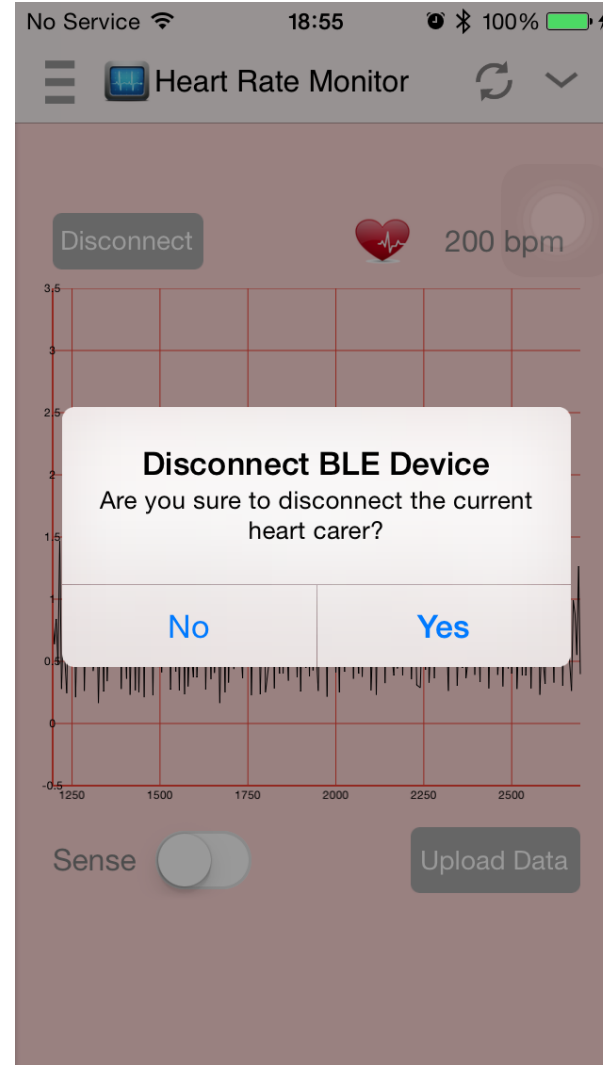 No Service 18:55 100%
Heart Rate Monitor
Disconnect 200 bpm
3.5
3
2.5
Disconnect BLE Device
2
Are you sure to disconnect the current
heart carer?
1.5
1
No Yes
0.5
0
-0.5
1250 1500 1750 2000 2250 2500
Sense Upload Data